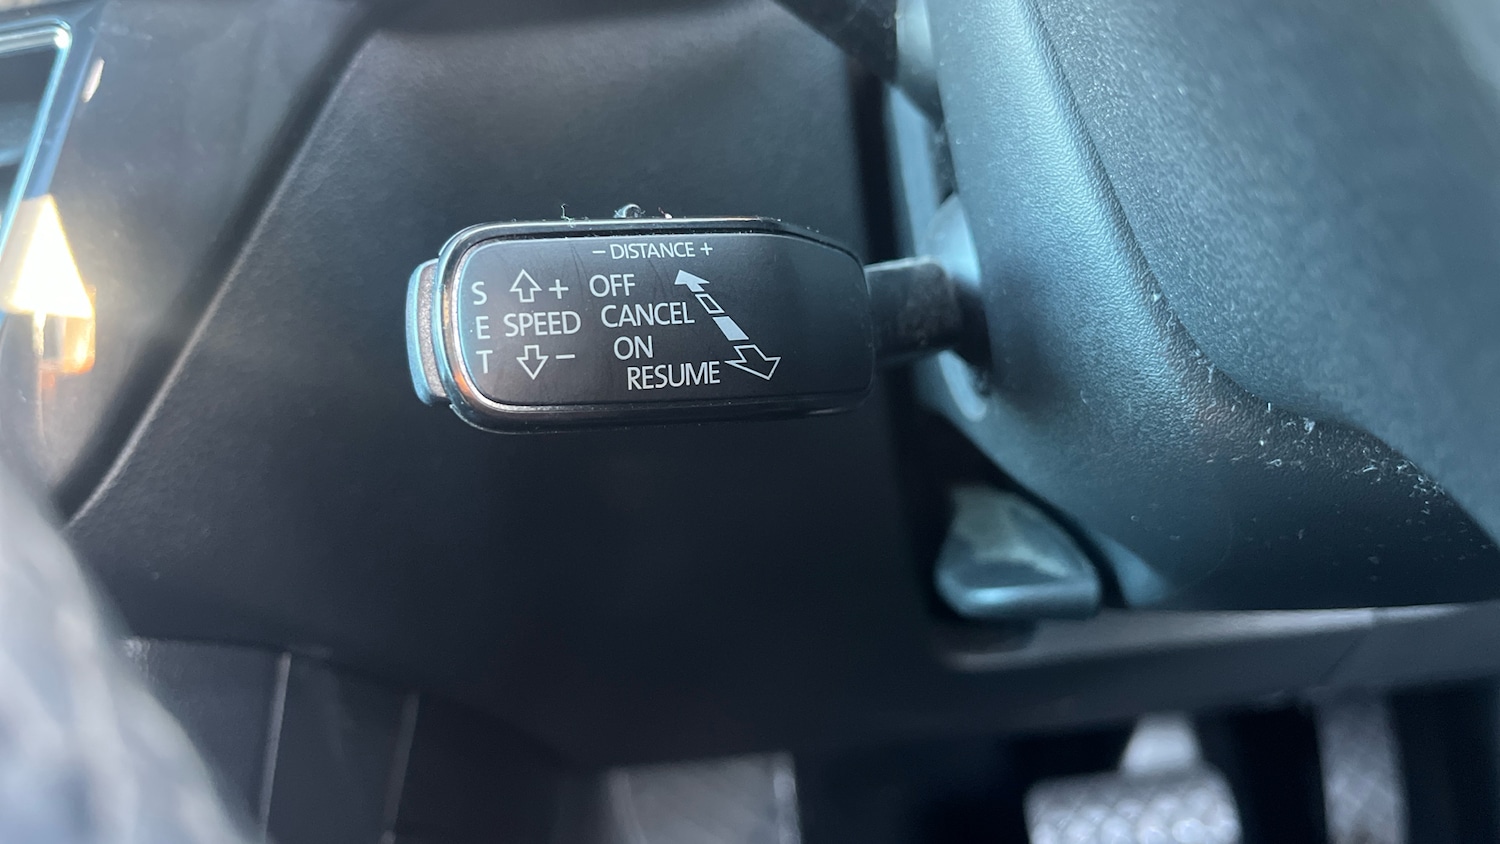 − DISTANCE +
S + OFF
CANCEL
E SPEED
ON
T −
RESUME